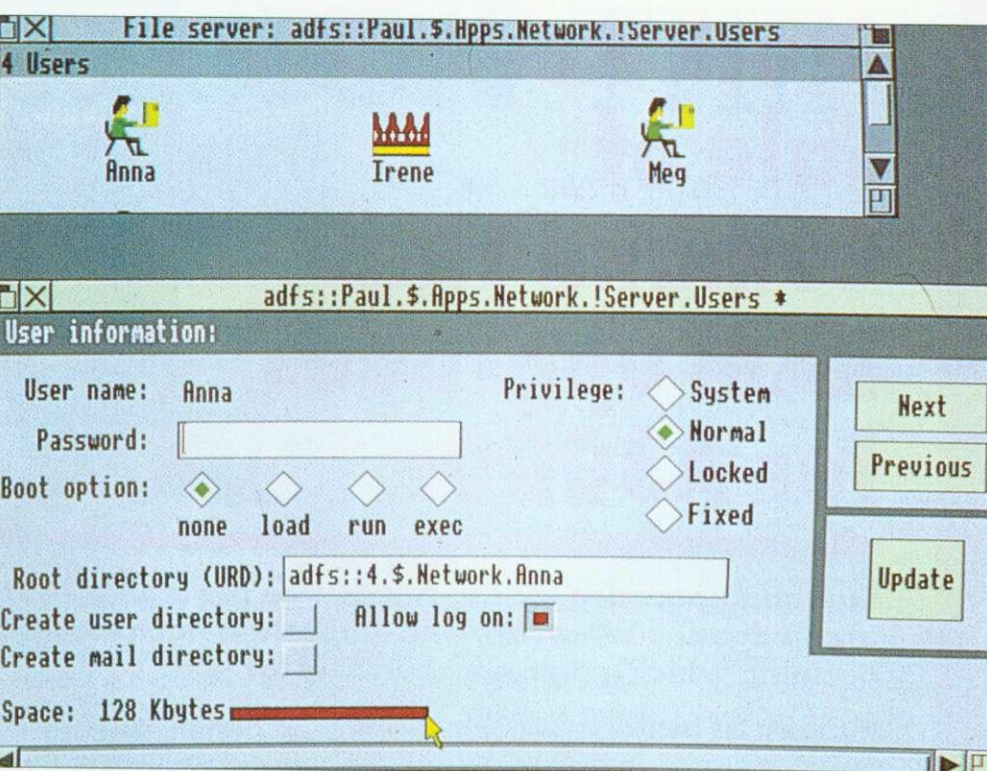 File server: adfs::Paul.$.Apps.Network.!Server.Users
4 Users
Anna Irene Meg
adfs::Paul.$.Apps.Network.!Server.Users *
User information:
User name: Anna Privilege: System
Normal
Locked
Fixed
Password:
Boot option:
none load run exec
Root directory (URD): adfs::4.$.Network.Anna
Create user directory: Allow log on:
Create mail directory:
Space: 128 Kbytes
Next
Previous
Update